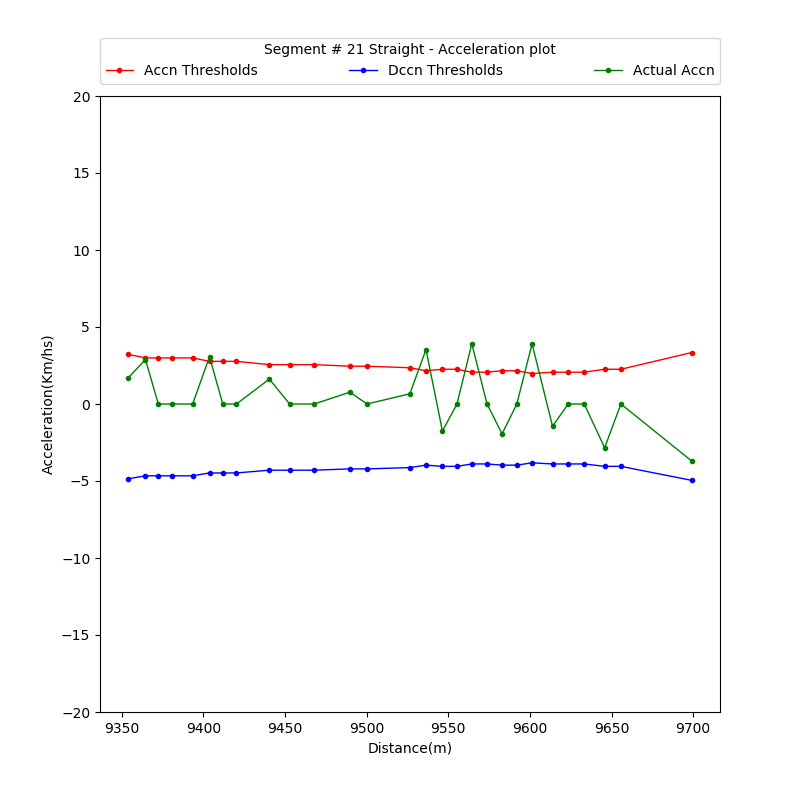 Segment # 21 Straight - Acceleration plot
Accn Thresholds Dccn Thresholds Actual Accn
20
15
10
5
0
−5
−10
−15
−20
Acceleration(Km/hs)
9350 9400 9450 9500 9550 9600 9650 9700
Distance(m)